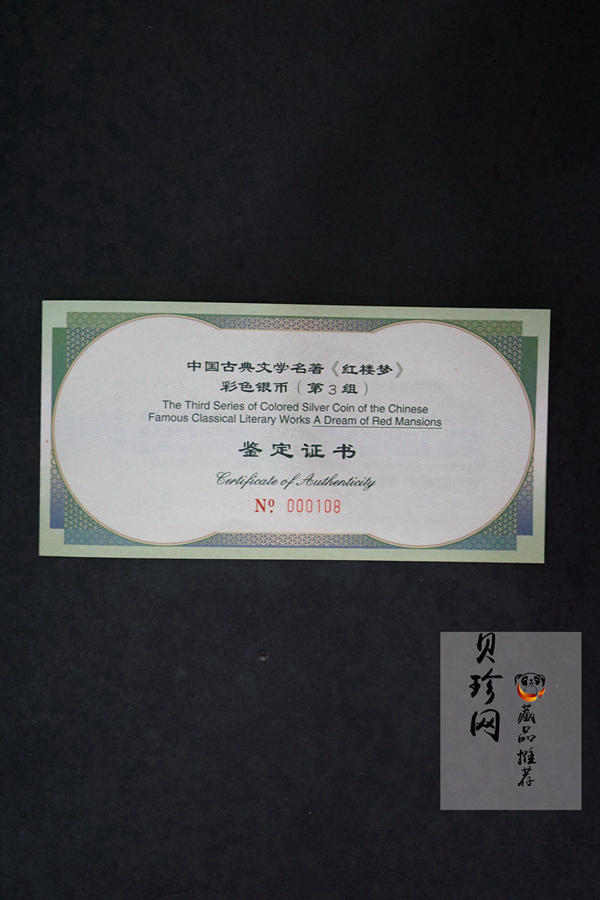 中国古典文学名著《红楼梦》
彩色银币（第3组）
The Third Series of Colored Silver Coin of the Chinese
Famous Classical Literary Works A Dream of Red Mansions
鉴定证书
Certificate of Authenticity
Nº 000108
贝珍网
藏品推荐